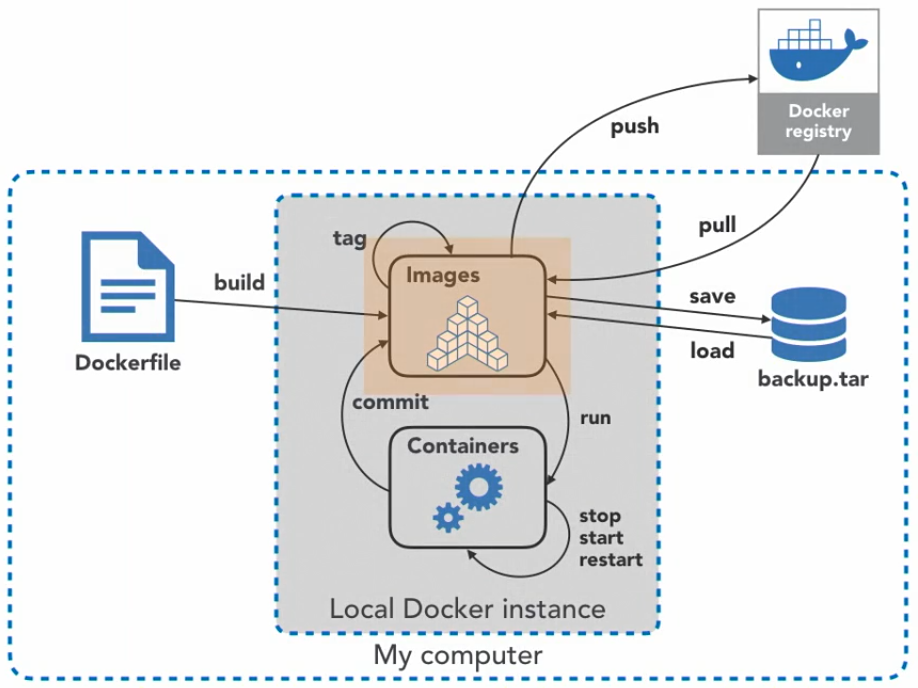 Docker
registry
push
pull
tag
Images
build
save
load
Dockerfile
backup.tar
commit
run
Containers
stop
start
restart
Local Docker instance
My computer